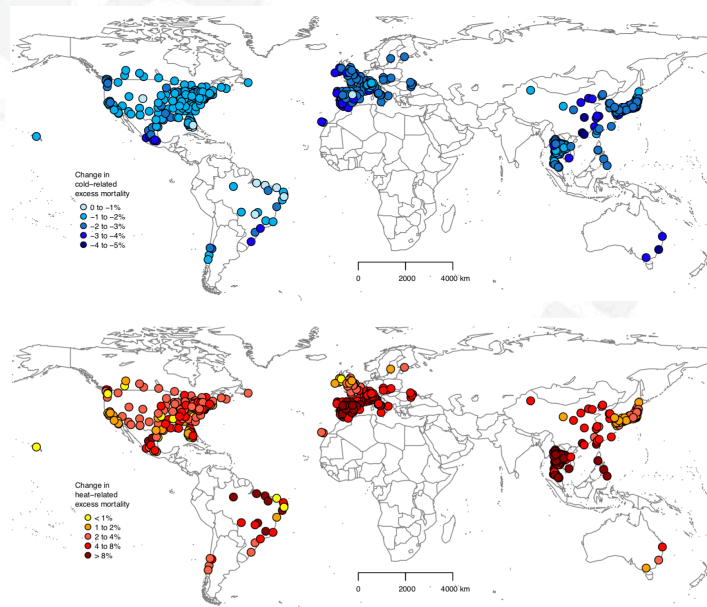 Change in
cold-related
excess mortality
0 to -1%
-1 to -2%
-2 to -3%
-3 to -4%
-4 to -5%
0 2000 4000 km
Change in
heat-related
excess mortality
< 1%
1 to 2%
2 to 4%
4 to 8%
> 8%
0 2000 4000 km